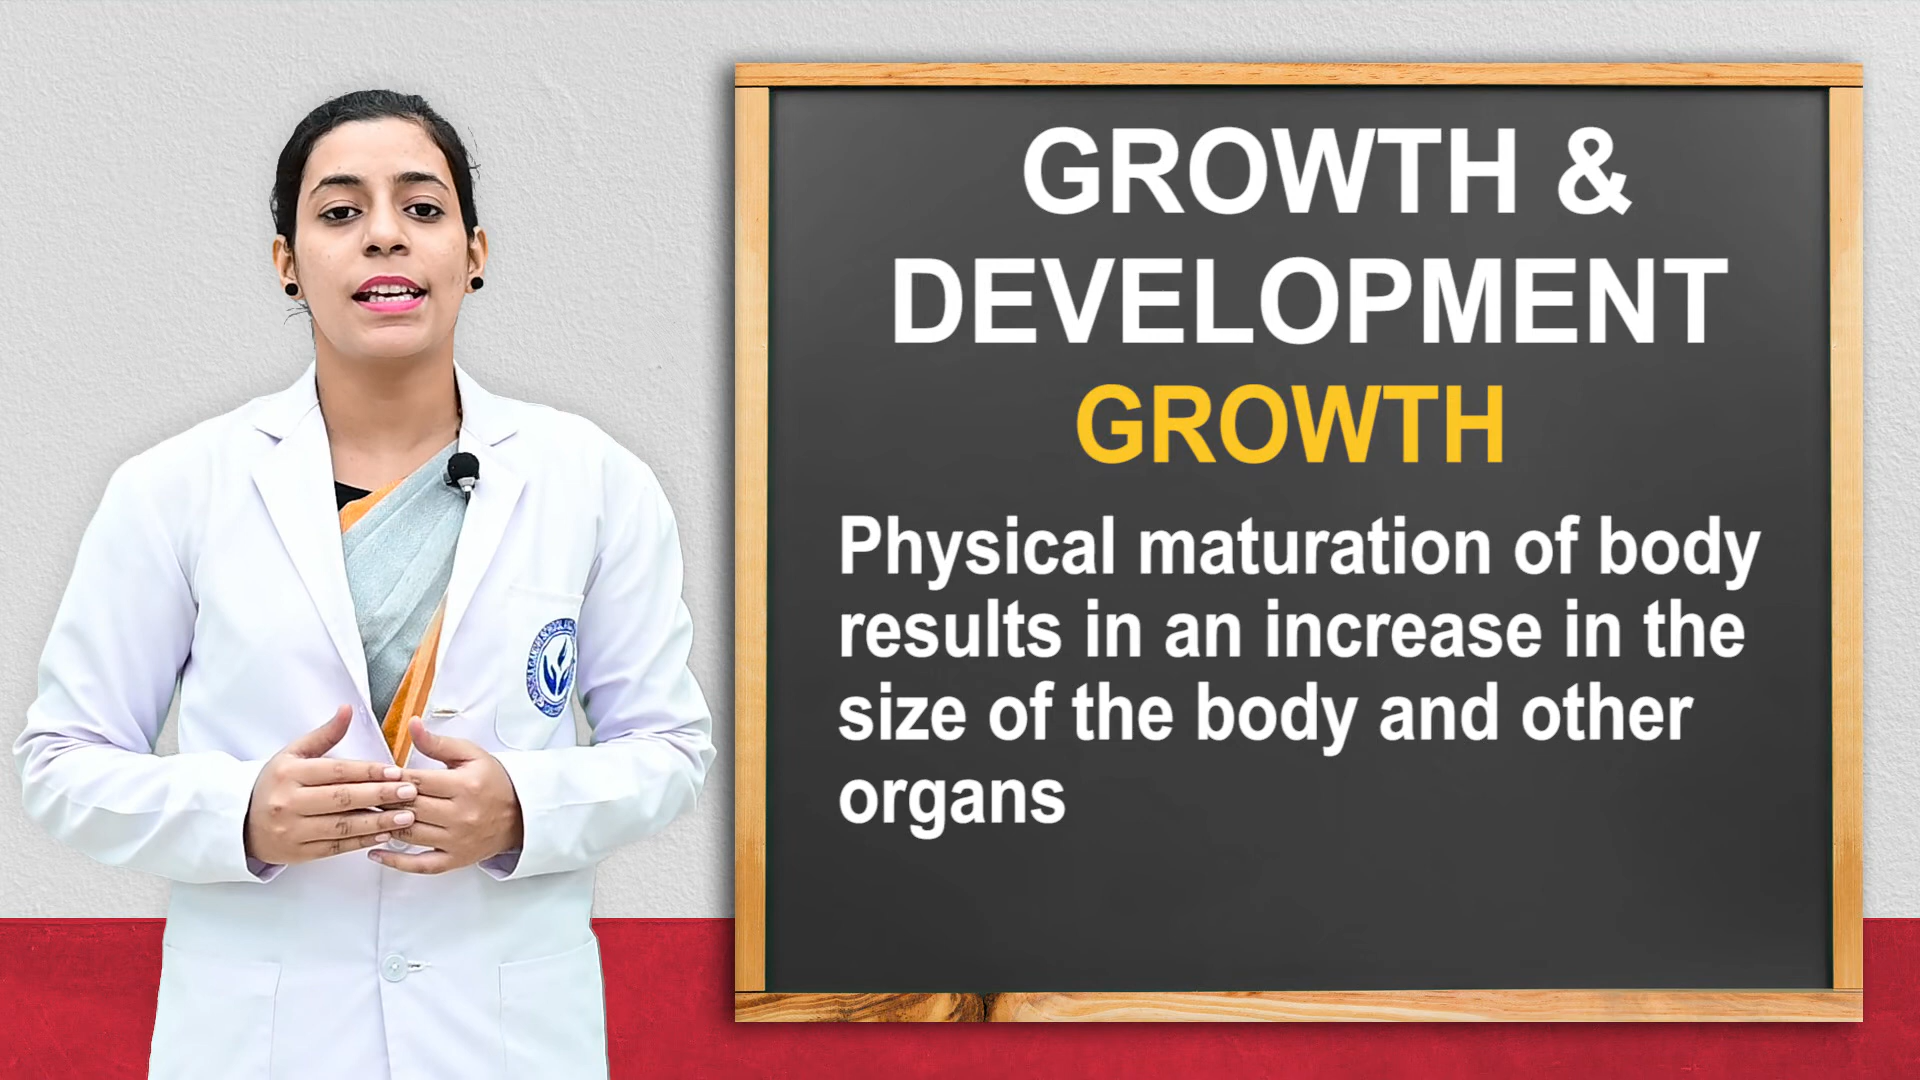 GROWTH &
DEVELOPMENT
GROWTH
Physical maturation of body
results in an increase in the
size of the body and other
organs